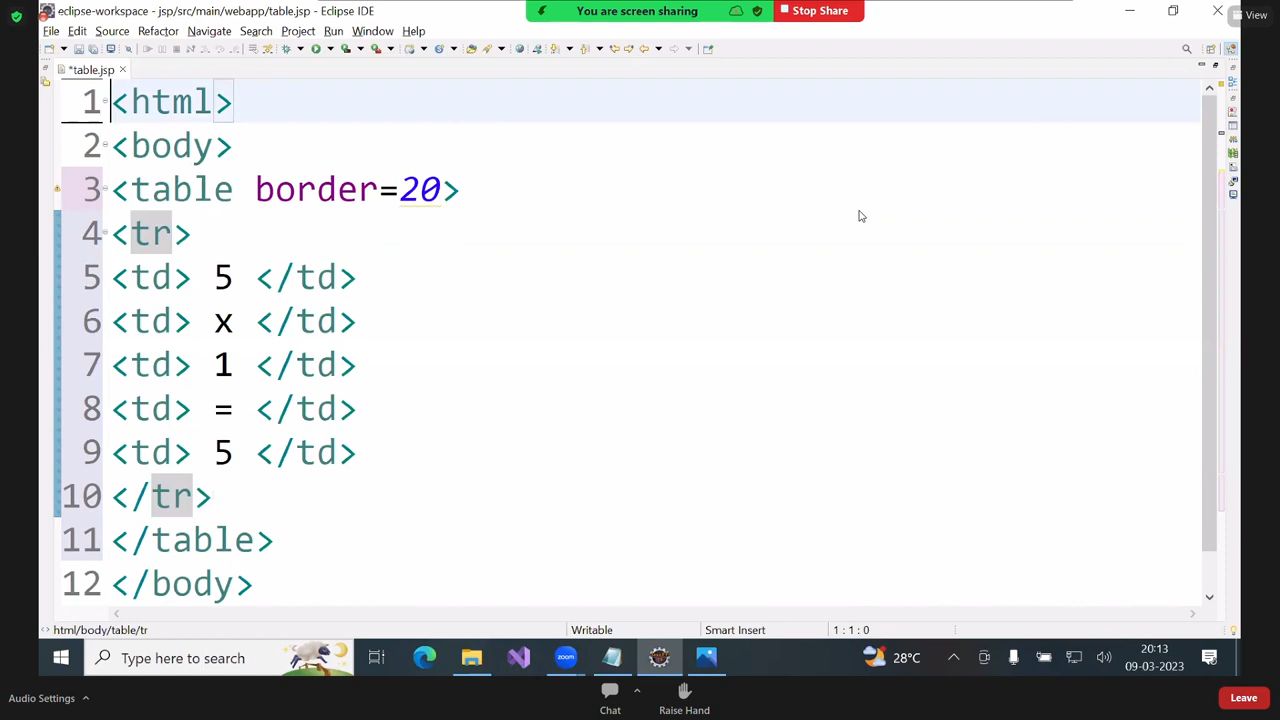 eclipse-workspace - jsp/src/main/webapp/table.jsp - Eclipse IDE
You are screen sharing
Stop Share
View
File Edit Source Refactor Navigate Search Project Run Window Help
*table.jsp
1 <html>
2 <body>
3 <table border=20>
4 <tr>
5 <td> 5 </td>
6 <td> x </td>
7 <td> 1 </td>
8 <td> = </td>
9 <td> 5 </td>
10 </tr>
11 </table>
12 </body>
html/body/table/tr
Writable
Smart Insert
1 : 1 : 0
Type here to search
zoom
28°C
20:13
09-03-2023
Audio Settings
Chat
Raise Hand
Leave